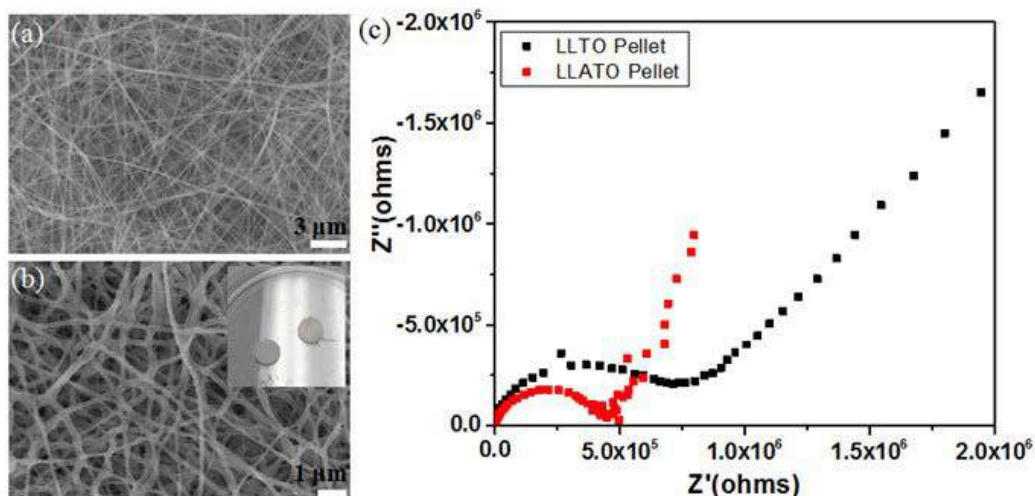 (a)
3 μm
(b)
1 μm
(c)
LLTO Pellet
LLATO Pellet
-2.0x10⁶
-1.5x10⁶
-1.0x10⁶
-5.0x10⁵
0.0
Z''(ohms)
0.0
5.0x10⁵
1.0x10⁶
1.5x10⁶
2.0x10⁶
Z'(ohms)